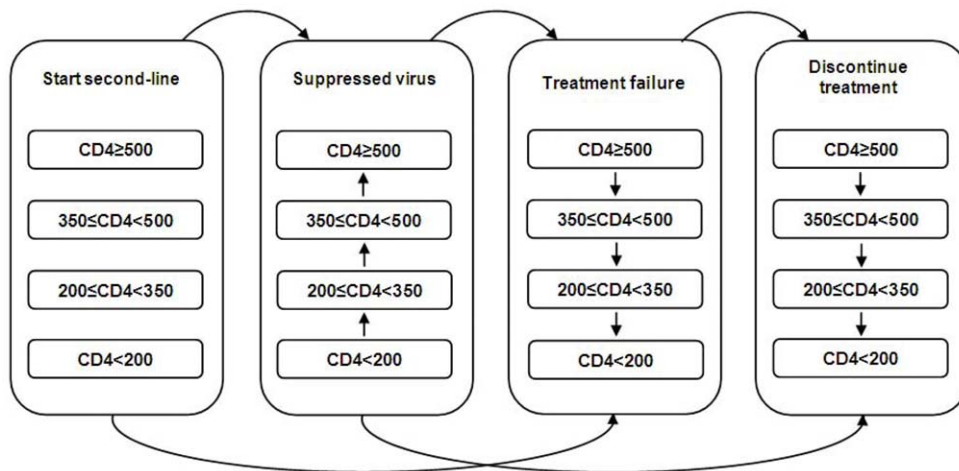 Start second-line
CD4≥500
350≤CD4<500
200≤CD4<350
CD4<200
Suppressed virus
CD4≥500
350≤CD4<500
200≤CD4<350
CD4<200
Treatment failure
CD4≥500
350≤CD4<500
200≤CD4<350
CD4<200
Discontinue
treatment
CD4≥500
350≤CD4<500
200≤CD4<350
CD4<200